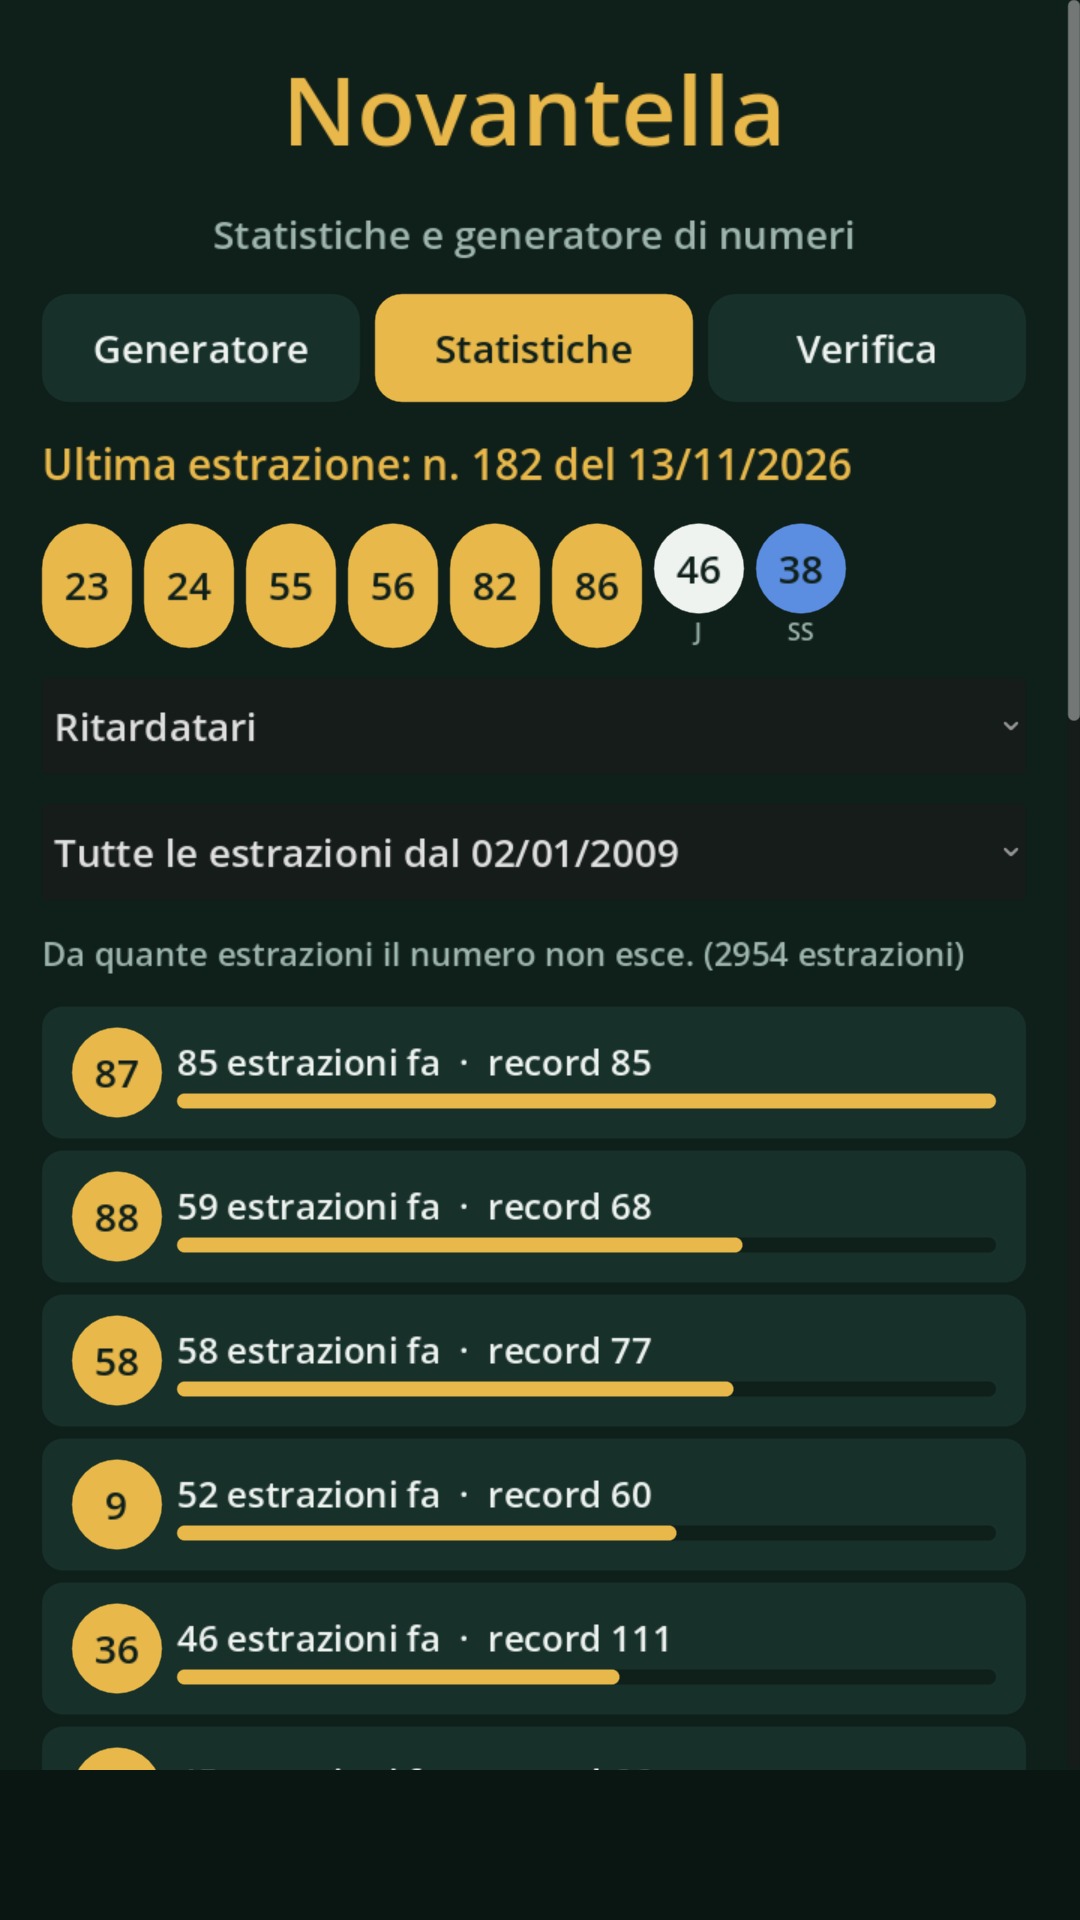 Novantella
Statistiche e generatore di numeri
Generatore Statistiche Verifica
Ultima estrazione: n. 182 del 13/11/2026
23 24 55 56 82 86 46 38
J SS
Ritardatari
Tutte le estrazioni dal 02/01/2009
Da quante estrazioni il numero non esce. (2954 estrazioni)
87 85 estrazioni fa · record 85
88 59 estrazioni fa · record 68
58 58 estrazioni fa · record 77
9 52 estrazioni fa · record 60
36 46 estrazioni fa · record 111